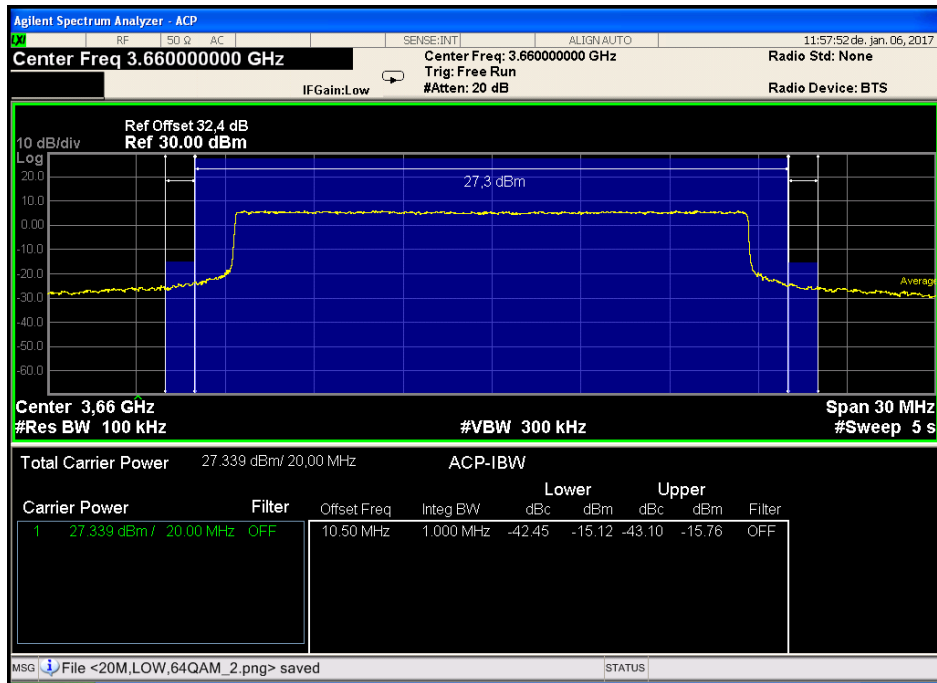 Agilent Spectrum Analyzer - ACP
LXI RF 50 Ω AC SENSE:INT ALIGN AUTO 11:57:52 de. jan. 06, 2017
Center Freq 3.660000000 GHz Center Freq: 3.660000000 GHz Radio Std: None
Trig: Free Run
IFGain:Low #Atten: 20 dB Radio Device: BTS
Ref Offset 32,4 dB
10 dB/div Ref 30.00 dBm
Log
20.0
27,3 dBm
10.0
0.00
-10.0
-20.0
Average
-30.0
-40.0
-50.0
-60.0
Center 3,66 GHz Span 30 MHz
#Res BW 100 kHz #VBW 300 kHz #Sweep 5 s
Total Carrier Power 27.339 dBm/ 20,00 MHz ACP-IBW
Lower Upper
Carrier Power Filter Offset Freq Integ BW dBc dBm dBc dBm Filter
1 27.339 dBm / 20.00 MHz OFF 10.50 MHz 1.000 MHz -42.45 -15.12 -43.10 -15.76 OFF
MSG File <20M,LOW,64QAM_2.png> saved STATUS